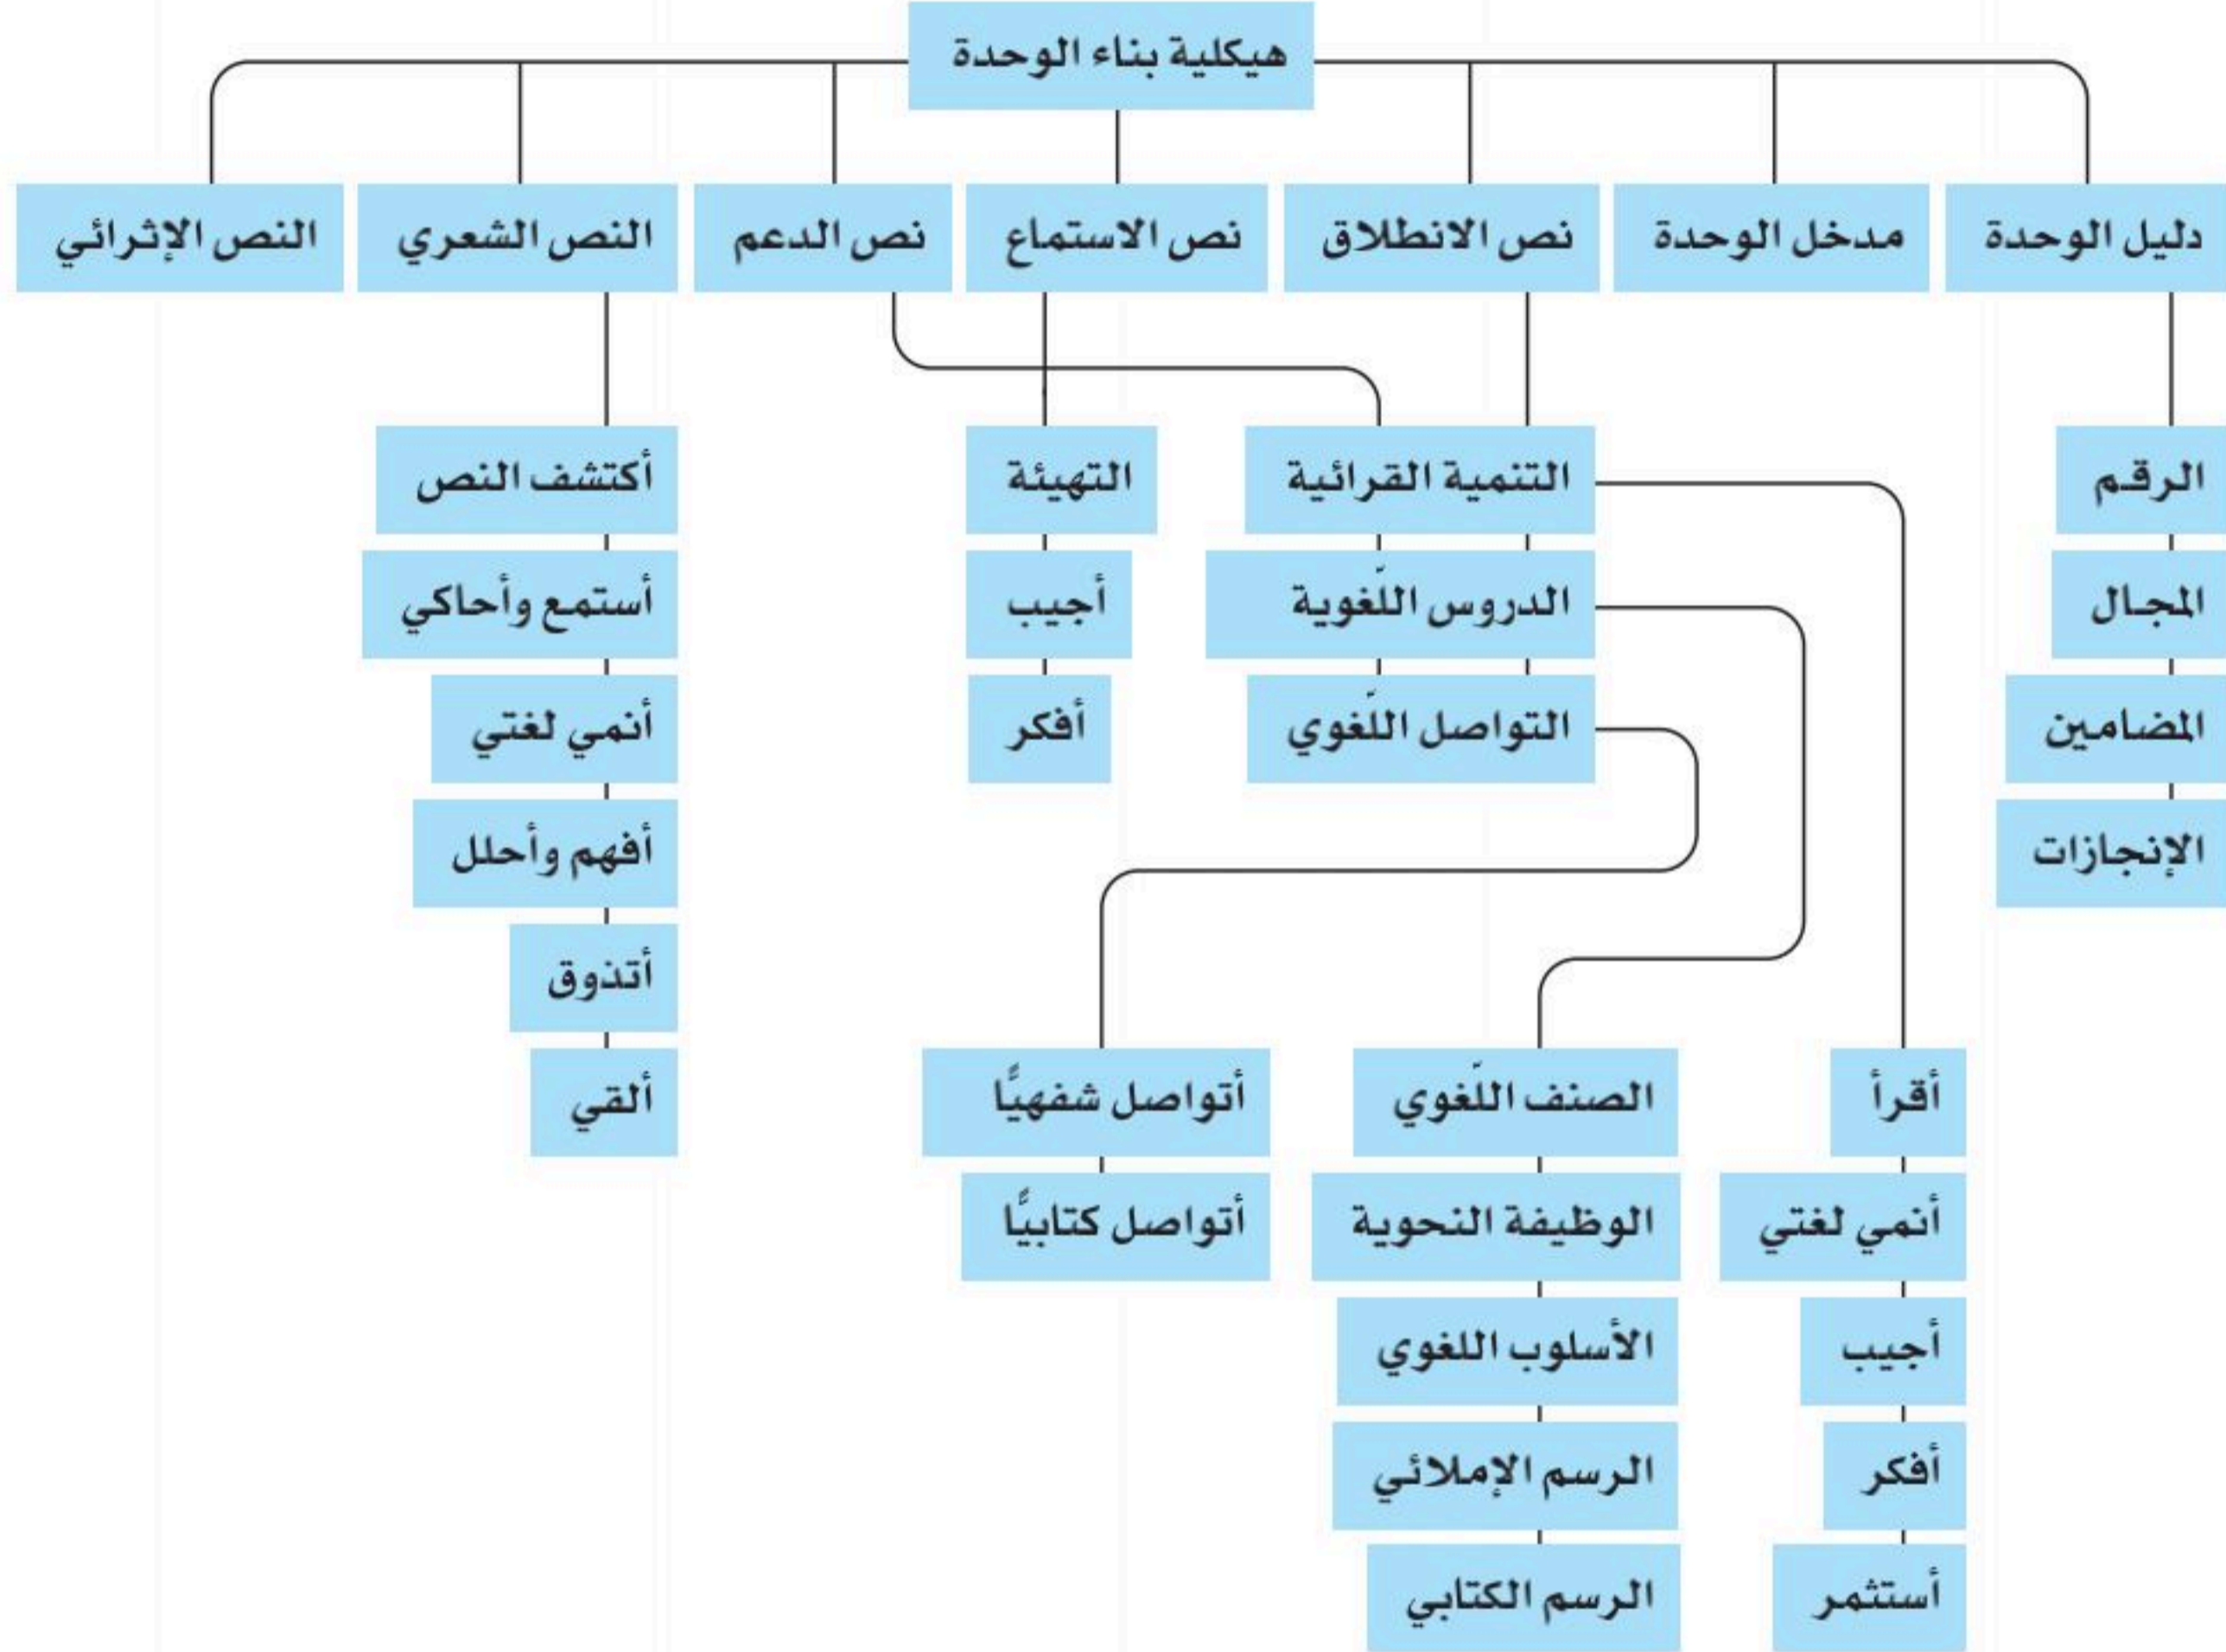 هيكلية بناء الوحدة
دليل الوحدة
مدخل الوحدة
نص الانطلاق
نص الاستماع
نص الدعم
النص الشعري
النص الإثرائي
الرقم
المجال
المضامين
الإنجازات
التنمية القرائية
الدروس اللّغوية
التواصل اللّغوي
التهيئة
أجيب
أفكر
أكتشف النص
أستمع وأحاكي
أنمي لغتي
أفهم وأحلل
أتذوق
ألقي
أقرأ
أنمي لغتي
أجيب
أفكر
أستثمر
الصنف اللّغوي
الوظيفة النحوية
الأسلوب اللغوي
الرسم الإملائي
الرسم الكتابي
أتواصل شفهيًّا
أتواصل كتابيًّا